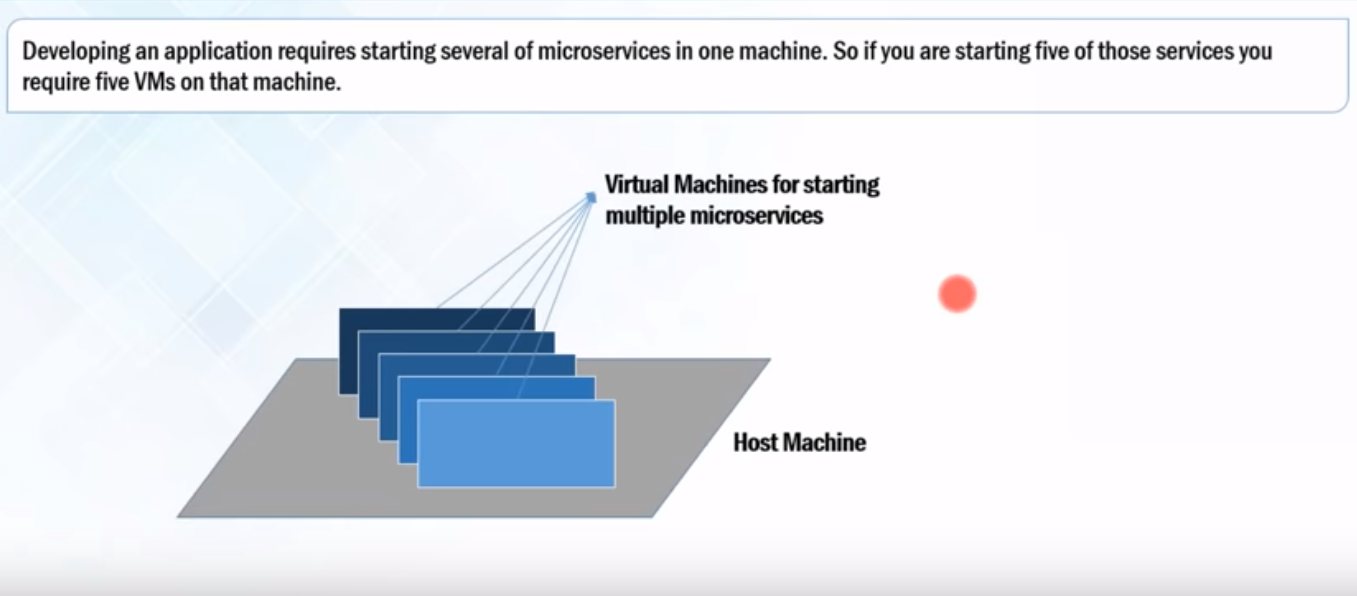 Developing an application requires starting several of microservices in one machine. So if you are starting five of those services you
require five VMs on that machine.
Virtual Machines for starting
multiple microservices
Host Machine